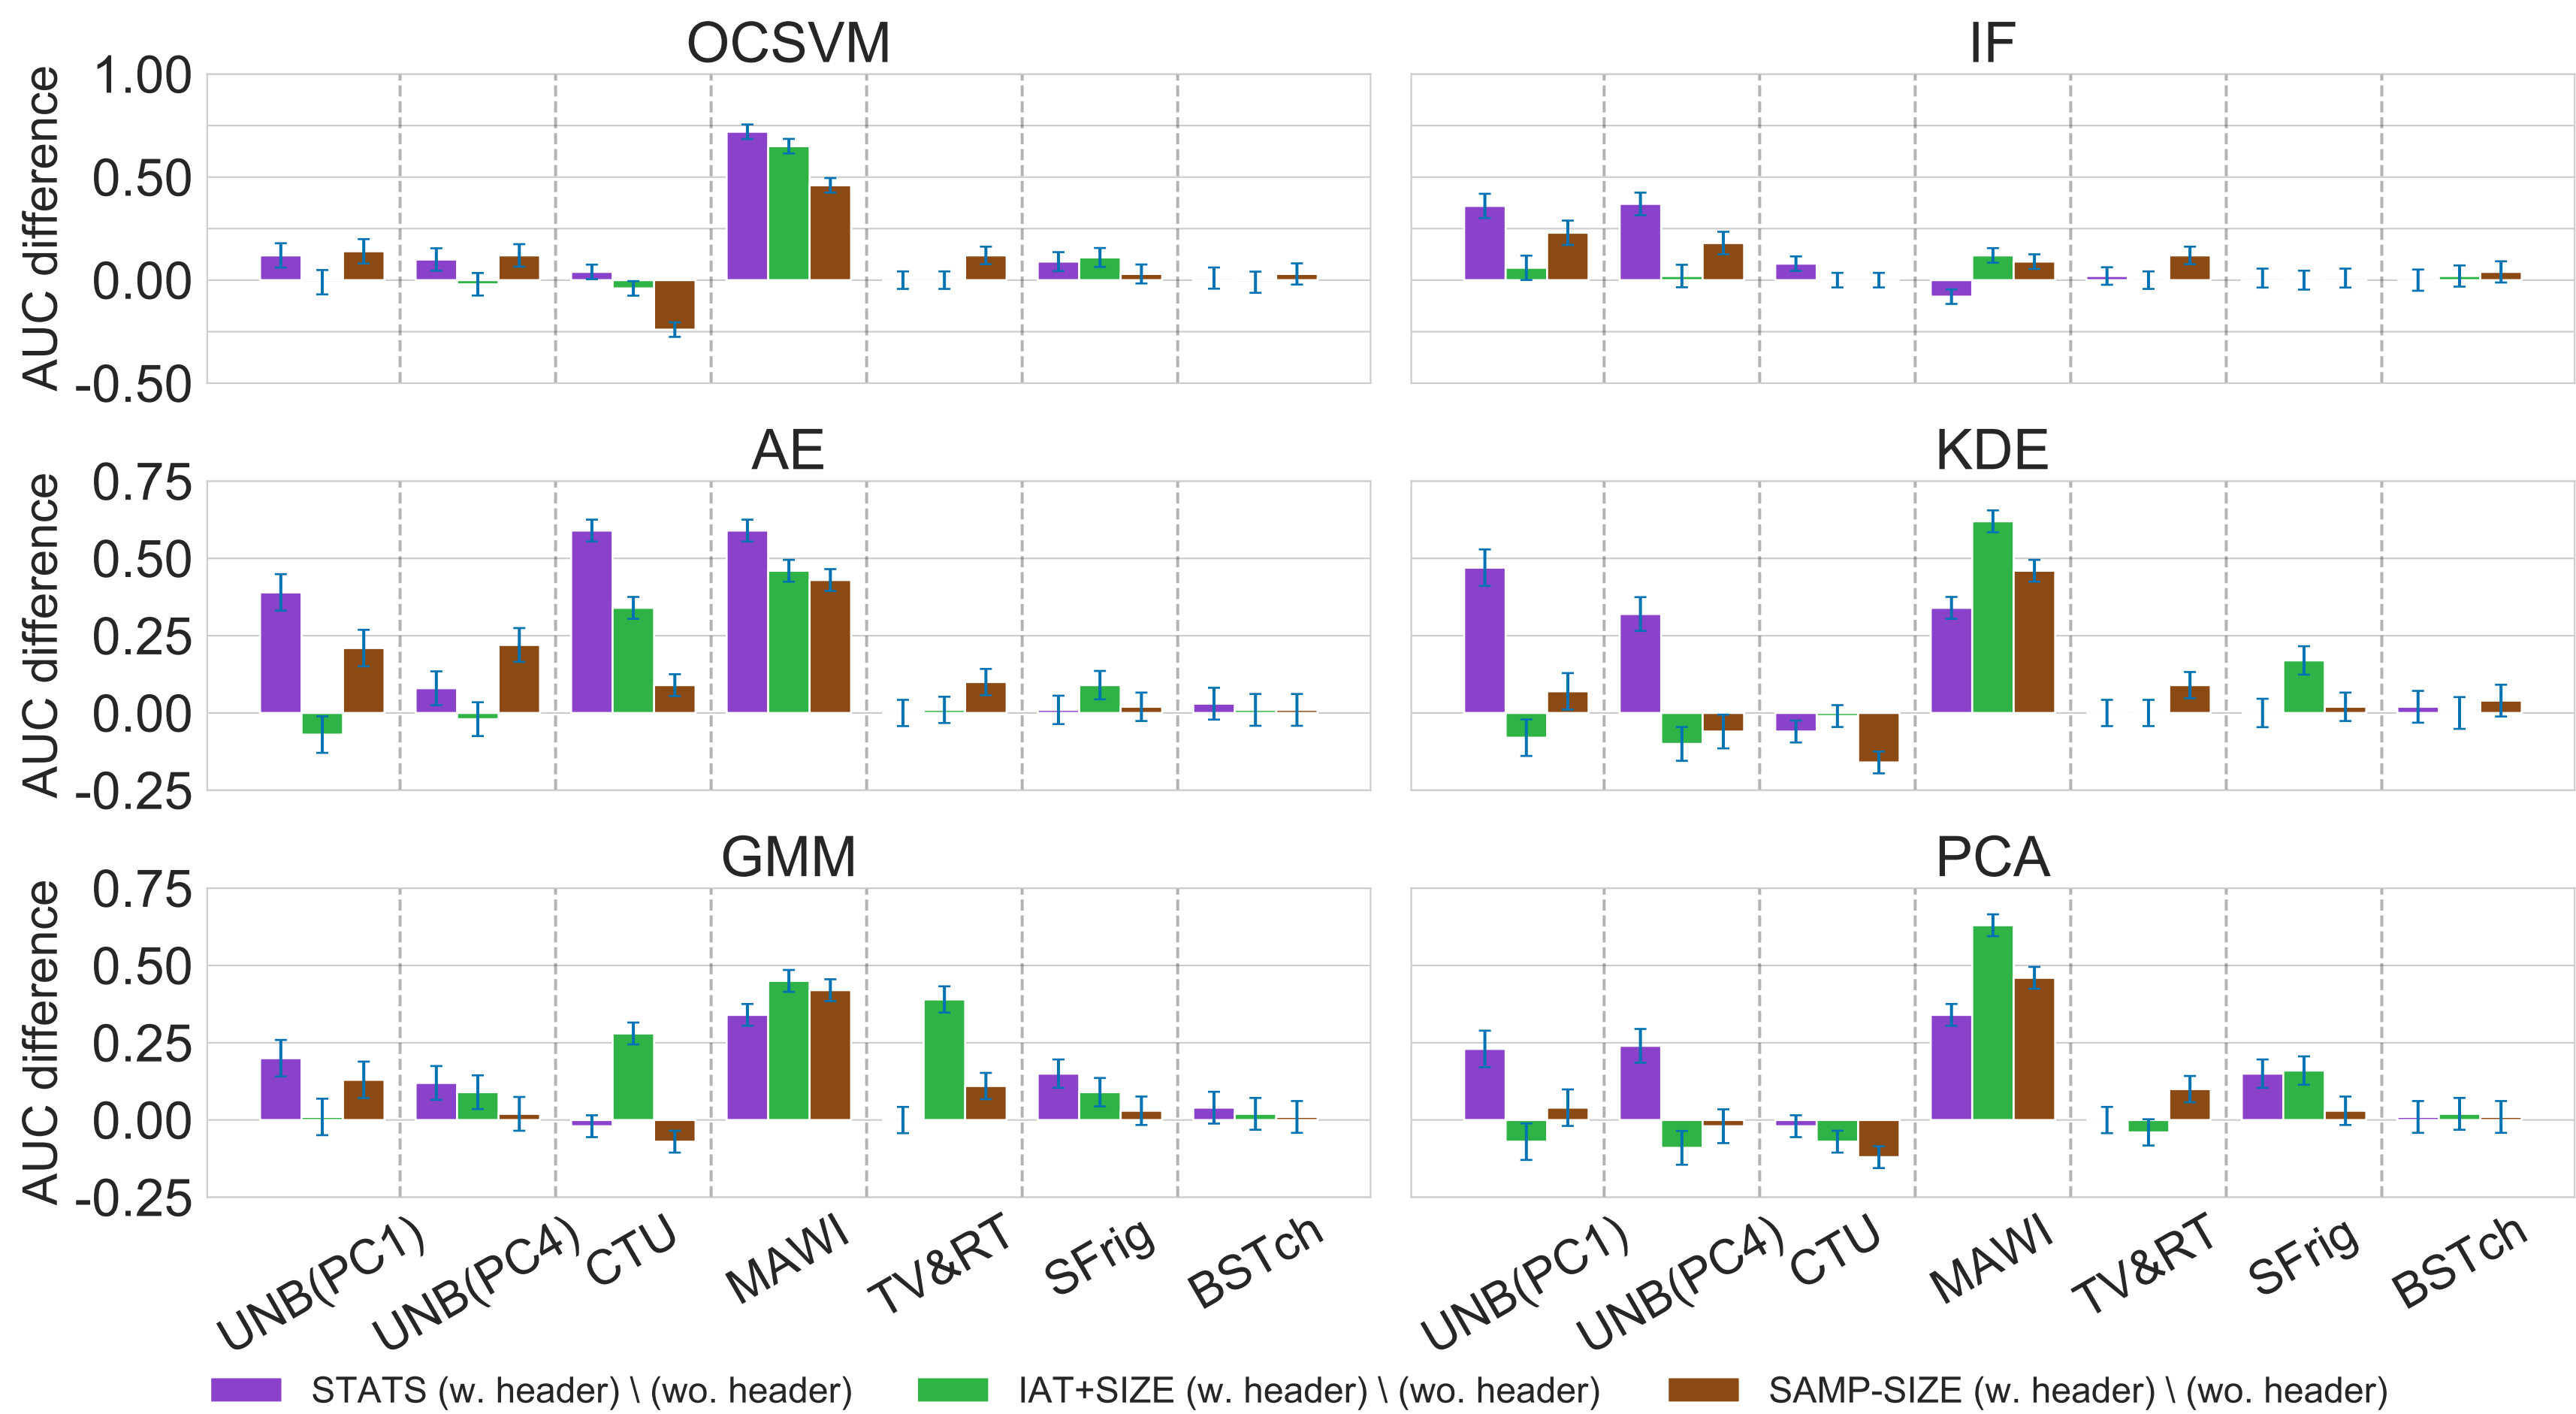 OCSVM
IF
AUC difference
1.00
0.50
0.00
-0.50
AE
KDE
AUC difference
0.75
0.50
0.25
0.00
-0.25
GMM
PCA
AUC difference
0.75
0.50
0.25
0.00
-0.25
UNB(PC1)
UNB(PC4)
CTU
MAWI
TV&RT
SFrig
BSTch
UNB(PC1)
UNB(PC4)
CTU
MAWI
TV&RT
SFrig
BSTch
STATS (w. header) \ (wo. header)
IAT+SIZE (w. header) \ (wo. header)
SAMP-SIZE (w. header) \ (wo. header)